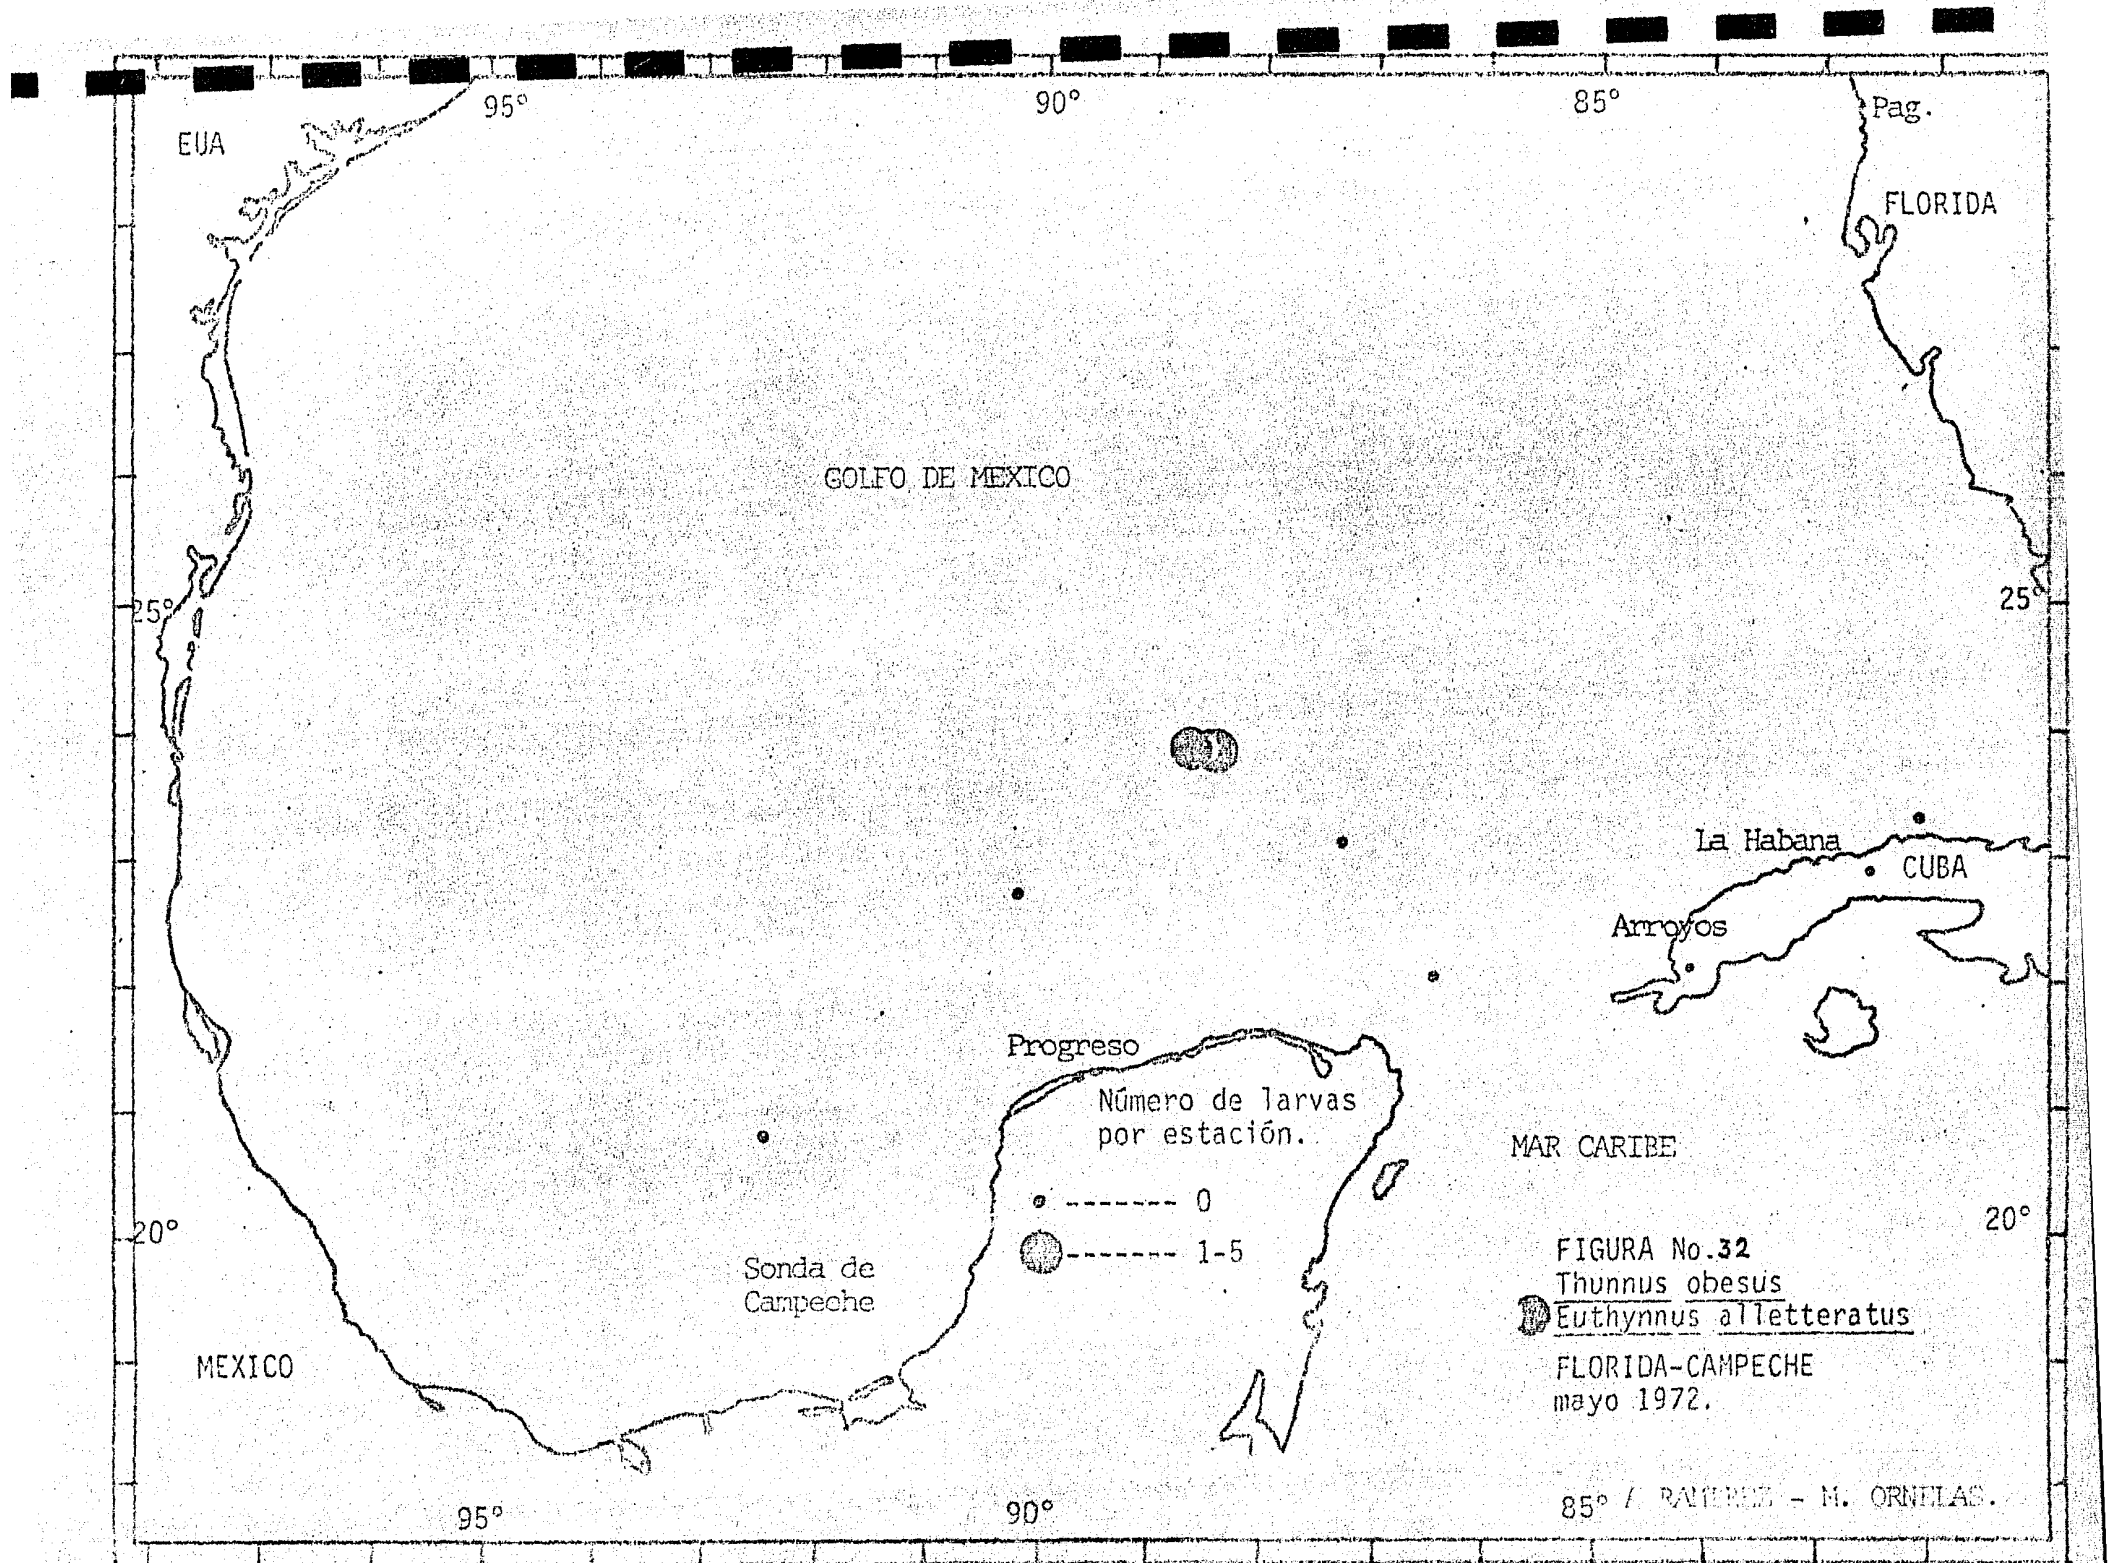 95°
90°
85°
Pag.
EUA
FLORIDA
GOLFO DE MEXICO
25°
25°
La Habana
CUBA
Arroyos
Progreso
Número de larvas
por estación.
MAR CARIBE
0
1-5
20°
20°
Sonda de
Campeche
FIGURA No.32
Thunnus obesus
Euthynnus alletteratus
FLORIDA-CAMPECHE
mayo 1972.
MEXICO
95°
90°
85°
RAMIREZ - M. ORNELAS.